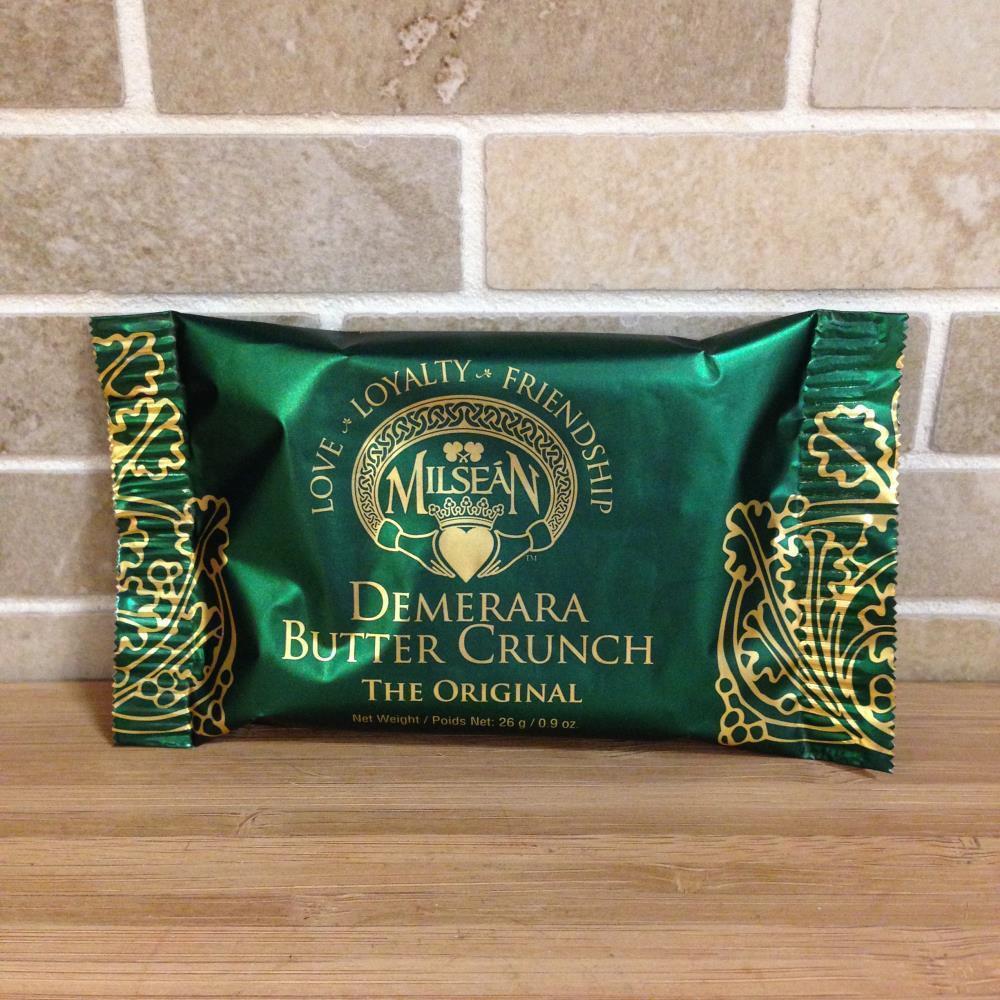 LOVE LOYALTY FRIENDSHIP
MILSEÁN
TM
DEMERARA
BUTTER CRUNCH
THE ORIGINAL
Net Weight / Poids Net: 26 g / 0.9 oz.